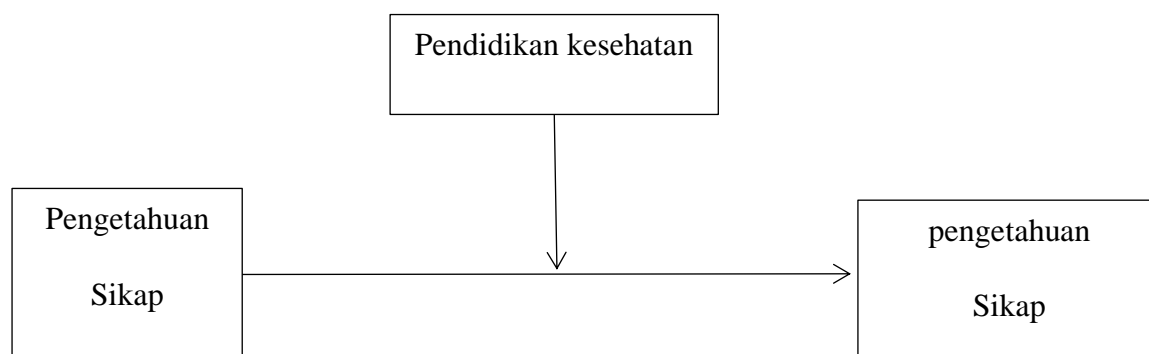 Pendidikan kesehatan
Pengetahuan
Sikap
pengetahuan
Sikap